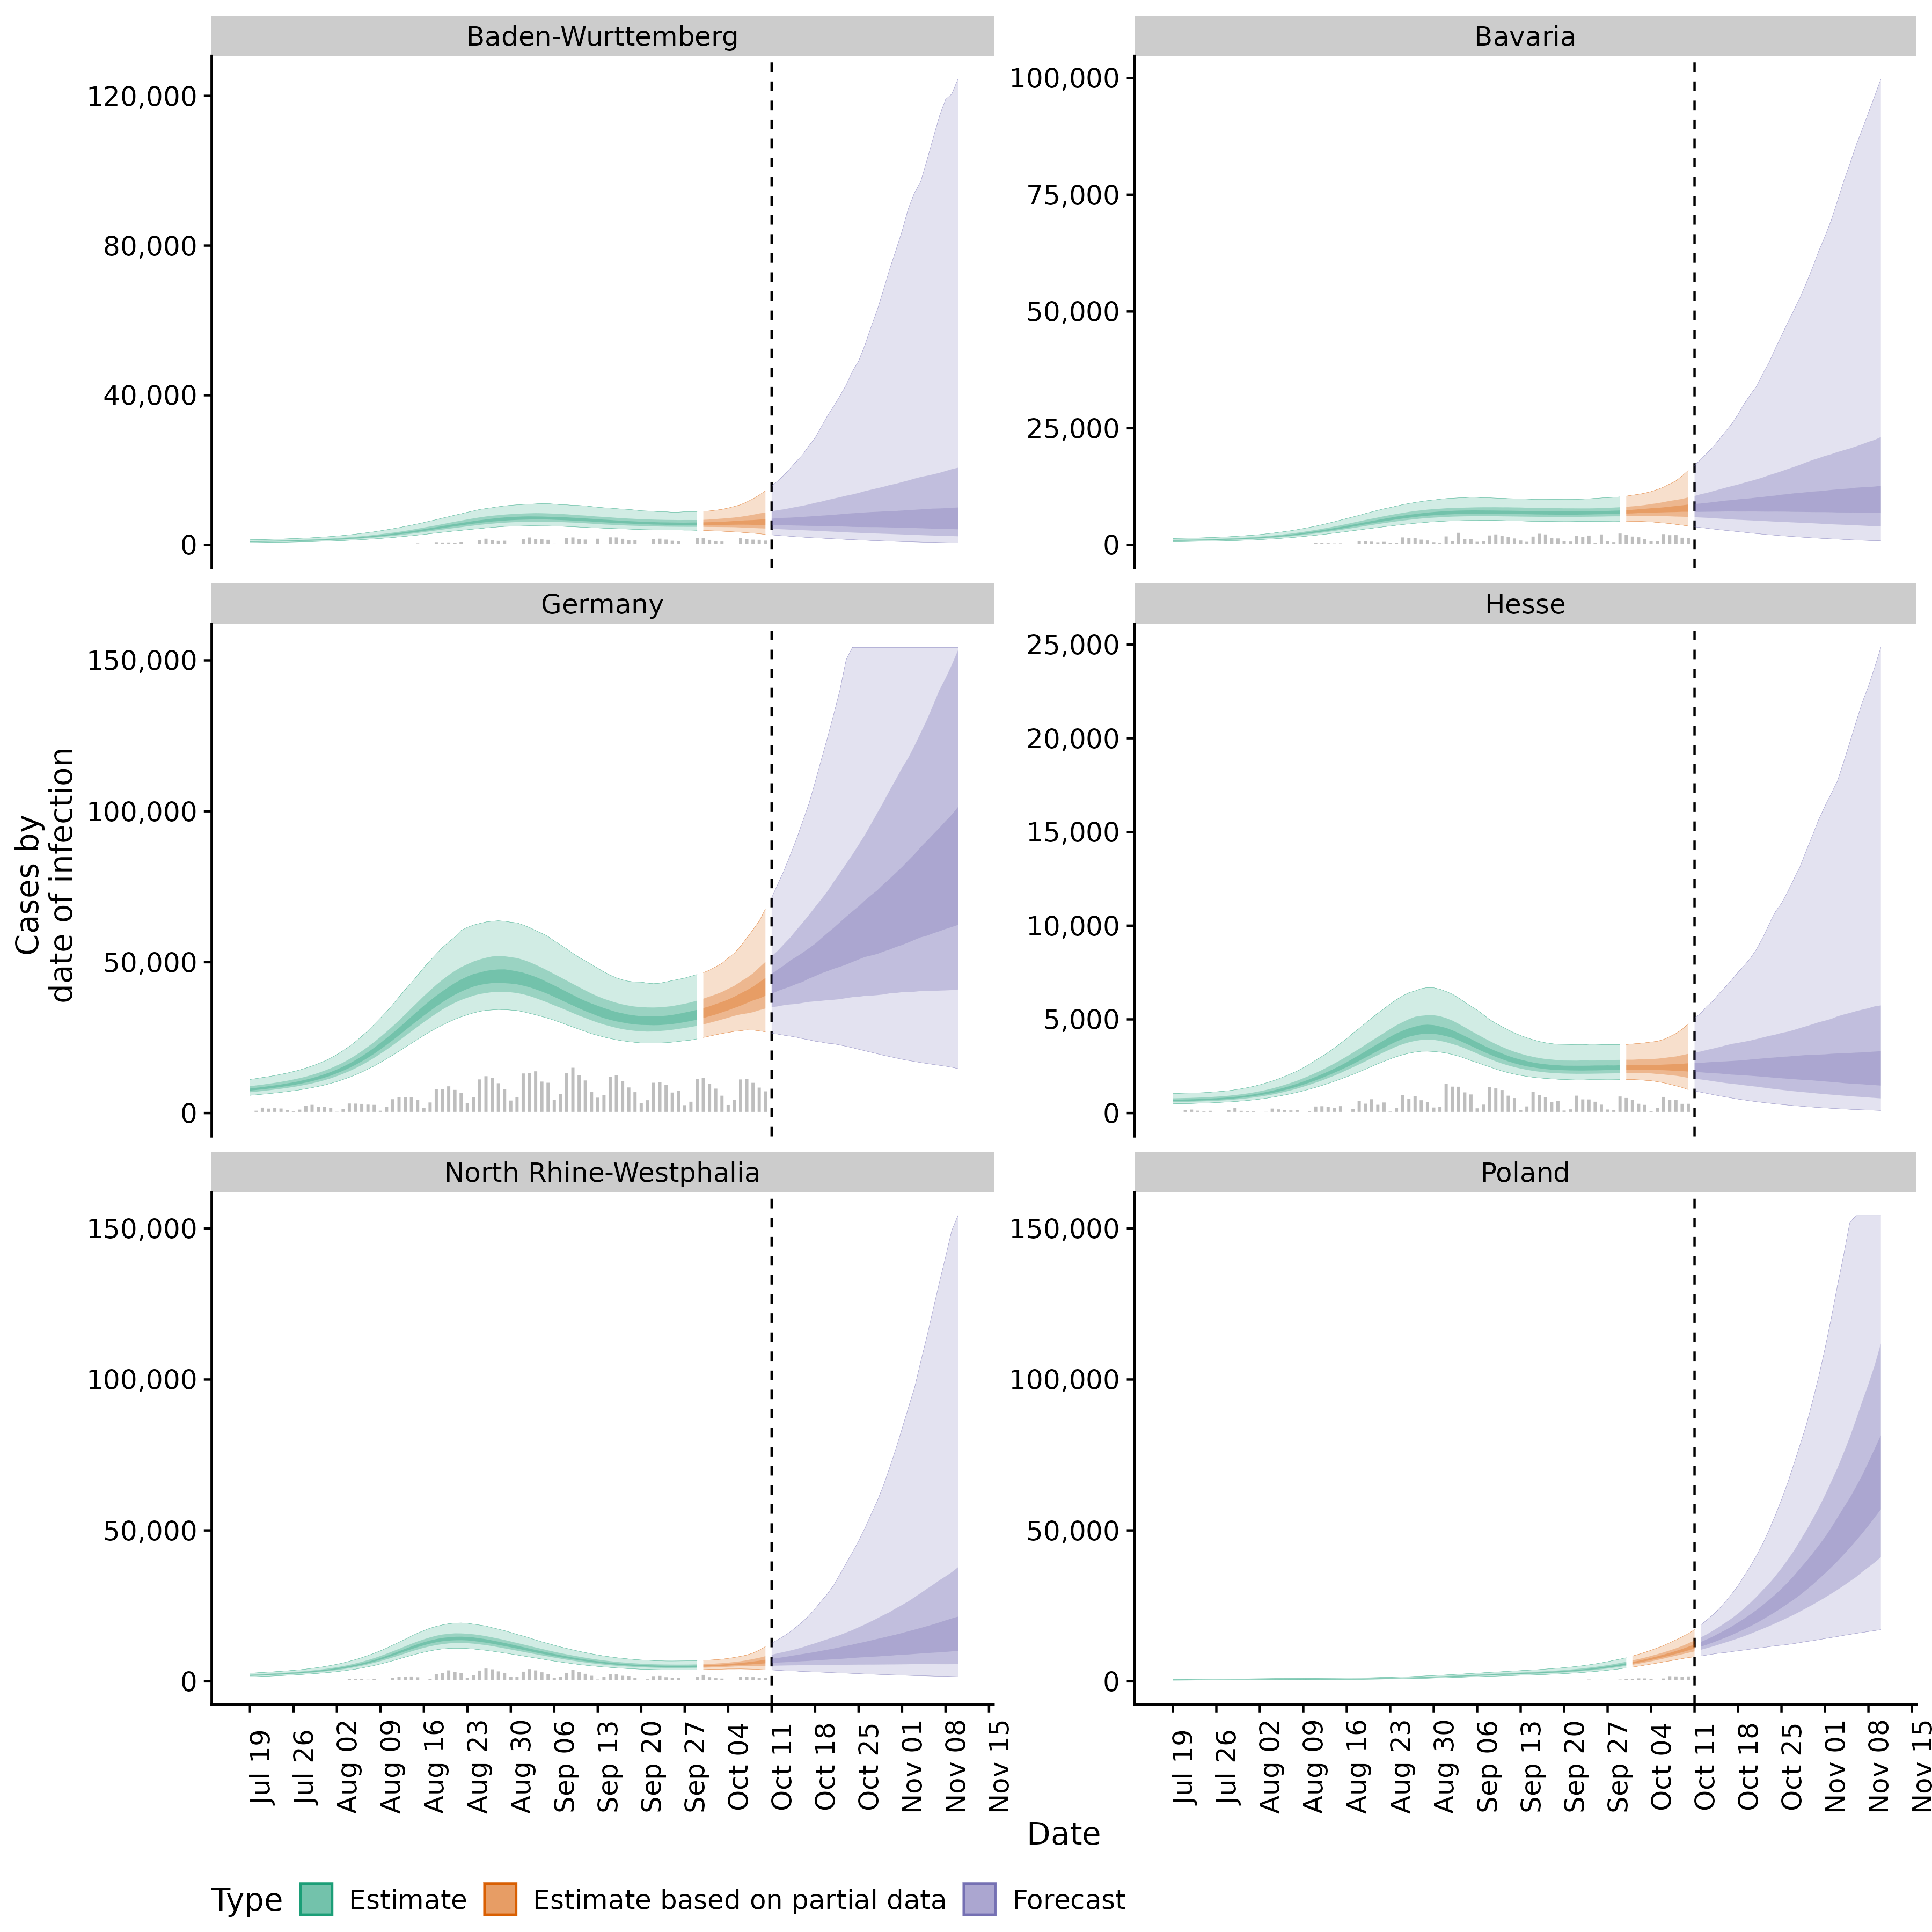 Baden-Wurttemberg
120,000
80,000
40,000
0
Bavaria
100,000
75,000
50,000
25,000
0
Germany
150,000
100,000
50,000
0
Hesse
25,000
20,000
15,000
10,000
5,000
0
North Rhine-Westphalia
150,000
100,000
50,000
0
Poland
150,000
100,000
50,000
0
Cases by
date of infection
Jul 19
Jul 26
Aug 02
Aug 09
Aug 16
Aug 23
Aug 30
Sep 06
Sep 13
Sep 20
Sep 27
Oct 04
Oct 11
Oct 18
Oct 25
Nov 01
Nov 08
Nov 15
Jul 19
Jul 26
Aug 02
Aug 09
Aug 16
Aug 23
Aug 30
Sep 06
Sep 13
Sep 20
Sep 27
Oct 04
Oct 11
Oct 18
Oct 25
Nov 01
Nov 08
Nov 15
Date
Type Estimate Estimate based on partial data Forecast